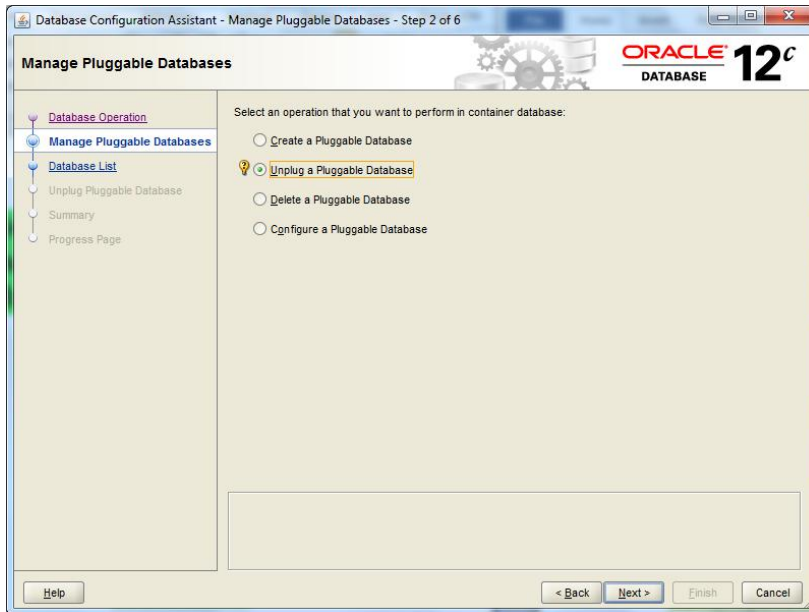 Database Configuration Assistant - Manage Pluggable Databases - Step 2 of 6
Manage Pluggable Databases
ORACLE
DATABASE
12c
Database Operation
Manage Pluggable Databases
Database List
Unplug Pluggable Database
Summary
Progress Page
Select an operation that you want to perform in container database:
Create a Pluggable Database
Unplug a Pluggable Database
Delete a Pluggable Database
Configure a Pluggable Database
Help
< Back
Next >
Finish
Cancel